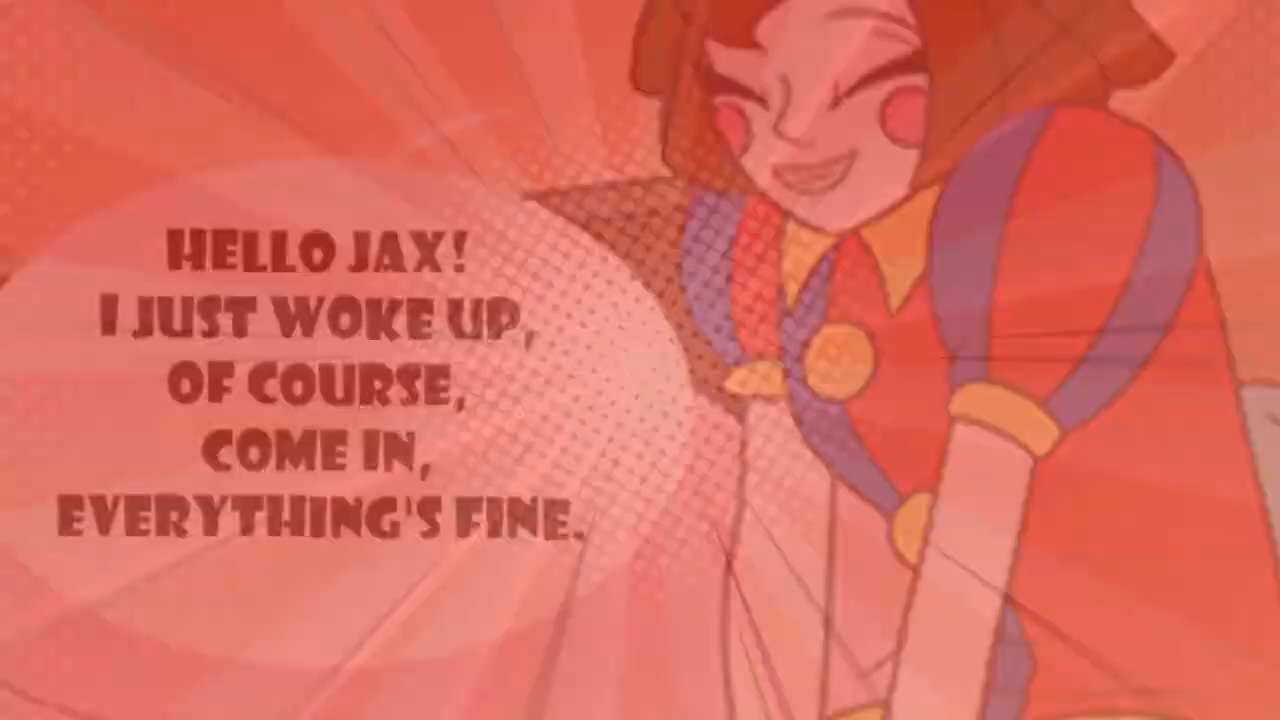 HELLO JAX!
I JUST WOKE UP,
OF COURSE,
COME IN,
EVERYTHING'S FINE.